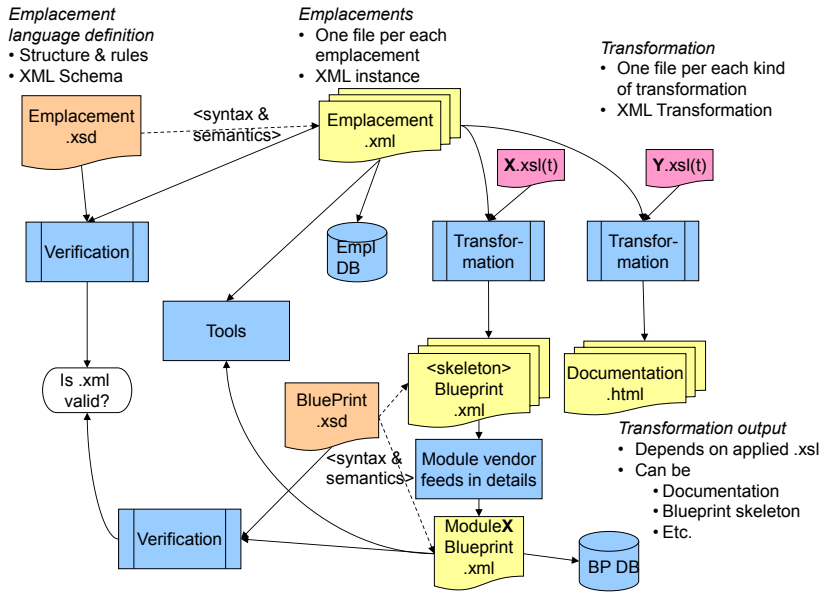 Emplacement
language definition
• Structure & rules
• XML Schema
Emplacements
• One file per each
emplacement
• XML instance
Transformation
• One file per each kind
of transformation
• XML Transformation
Emplacement
.xsd
<syntax &
semantics>
Emplacement
.xml
X.xsl(t)
Y.xsl(t)
Verification
Empl
DB
Transfor-
mation
Transfor-
mation
Tools
Is .xml
valid?
BluePrint
.xsd
<skeleton>
Blueprint
.xml
Documentation
.html
<syntax &
semantics>
Module vendor
feeds in details
Transformation output
• Depends on applied .xsl
• Can be
• Documentation
• Blueprint skeleton
• Etc.
Verification
ModuleX
Blueprint
.xml
BP DB